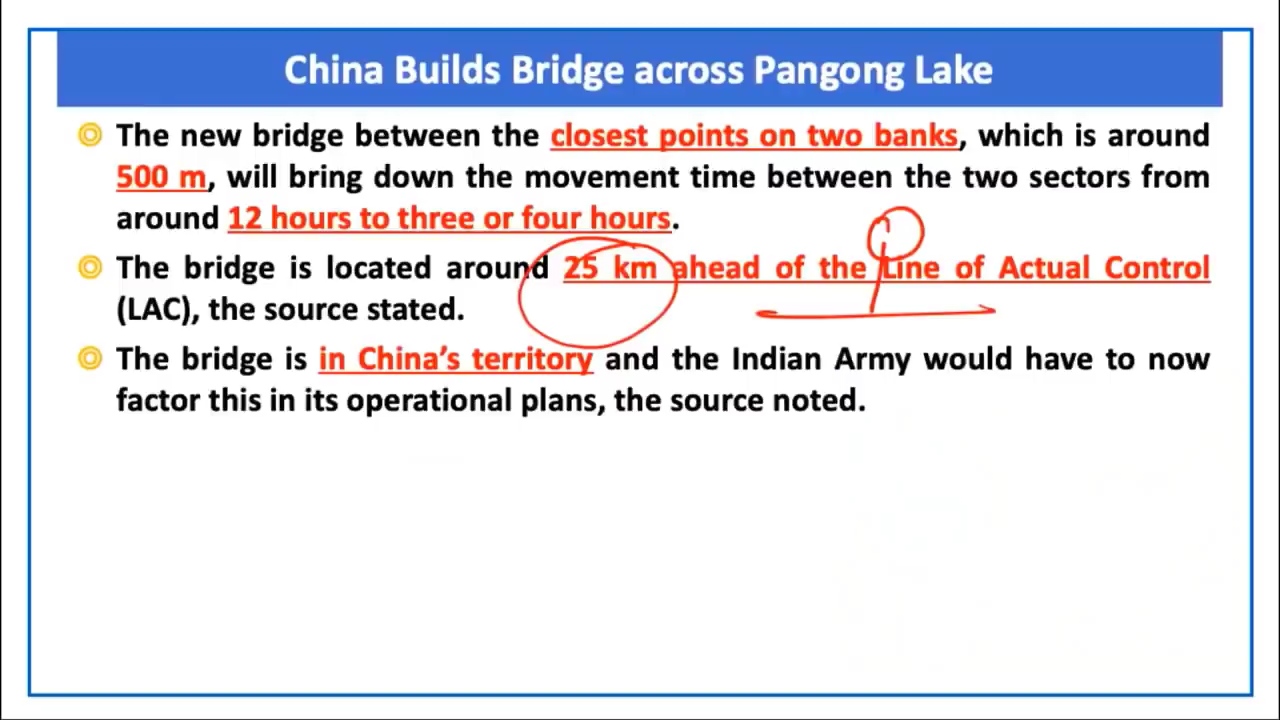 China Builds Bridge across Pangong Lake
The new bridge between the closest points on two banks, which is around
500 m, will bring down the movement time between the two sectors from
around 12 hours to three or four hours.
The bridge is located around 25 km ahead of the Line of Actual Control
(LAC), the source stated.
The bridge is in China's territory and the Indian Army would have to now
factor this in its operational plans, the source noted.